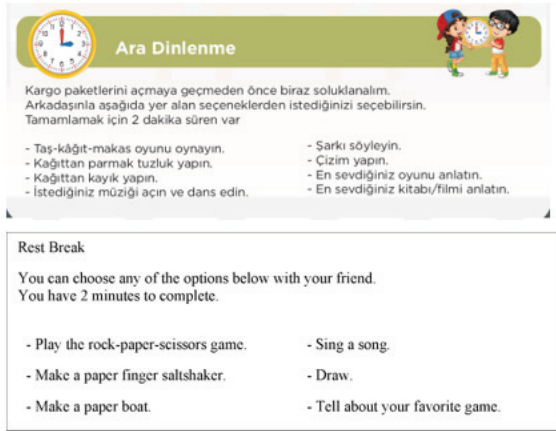 Ara Dinlenme
Kargo paketlerini açmaya geçmeden önce biraz soluklanalım.
Arkadaşınla aşağıda yer alan seçeneklerden istediğinizi seçebilirsin.
Tamamlamak için 2 dakika süren var
- Taş-kâğıt-makas oyunu oynayın.
- Kağıttan parmak tuzluk yapın.
- Kağıttan kayık yapın.
- İstediğiniz müziği açın ve dans edin.
- Şarkı söyleyin.
- Çizim yapın.
- En sevdiğiniz oyunu anlatın.
- En sevdiğiniz kitabı/filmi anlatın.
Rest Break
You can choose any of the options below with your friend.
You have 2 minutes to complete.
- Play the rock-paper-scissors game.
- Make a paper finger saltshaker.
- Make a paper boat.
- Sing a song.
- Draw.
- Tell about your favorite game.